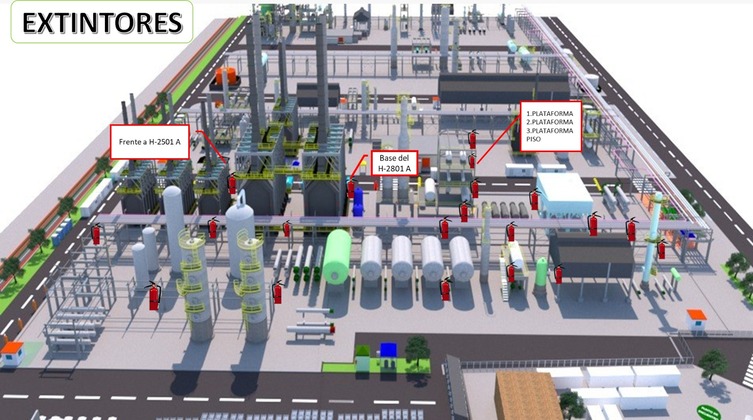 EXTINTORES
1.PLATAFORMA
2.PLATAFORMA
3.PLATAFORMA
PISO
Frente a H-2501 A
Base del
H-2801 A